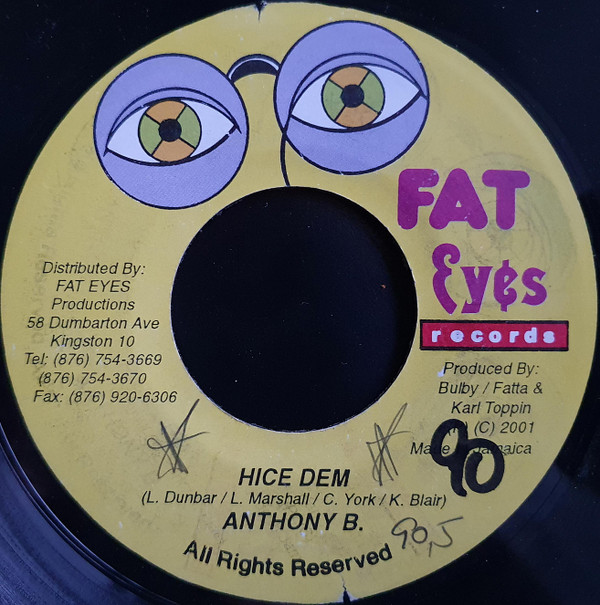 FAT
Eyes
records
Distributed By:
FAT EYES
Productions
58 Dumbarton Ave
Kingston 10
Tel: (876) 754-3669
(876) 754-3670
Fax: (876) 920-6306
Produced By:
Bulby / Fatta &
Karl Toppin
(C) 2001
Made Jamaica
90
HICE DEM
(L. Dunbar / L. Marshall / C. York / K. Blair)
ANTHONY B.
90,5
All Rights Reserved